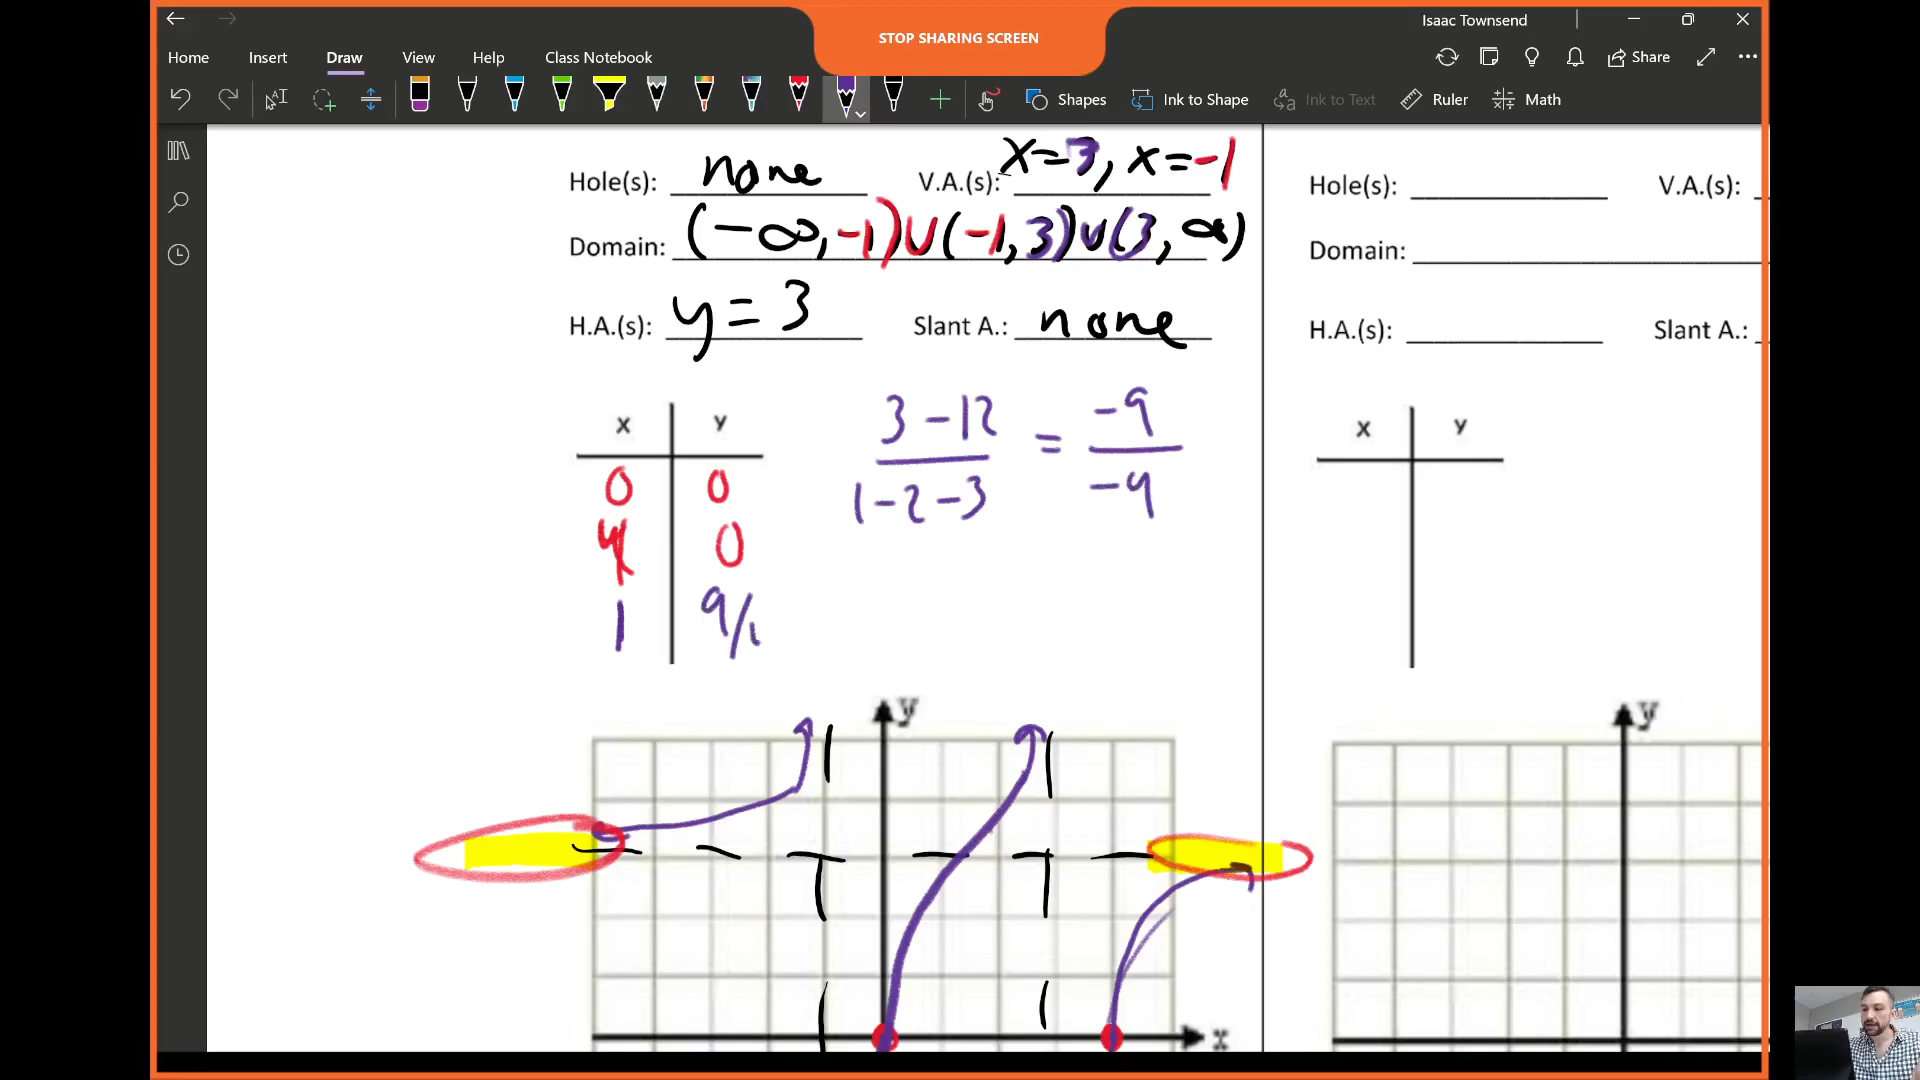 Isaac Townsend
STOP SHARING SCREEN
Home Insert Draw View Help Class Notebook
Share
Shapes Ink to Shape Ink to Text Ruler Math
Hole(s): none V.A.(s): x=3, x=-1
Domain: (-∞,-1)∪(-1,3)∪(3,∞)
H.A.(s): y=3 Slant A.: none
x y
0 0
4 0
1 9/
3-12 = -9
1-2-3 -9
y
x
Hole(s): V.A.(s):
Domain:
H.A.(s): Slant A.:
x y
y